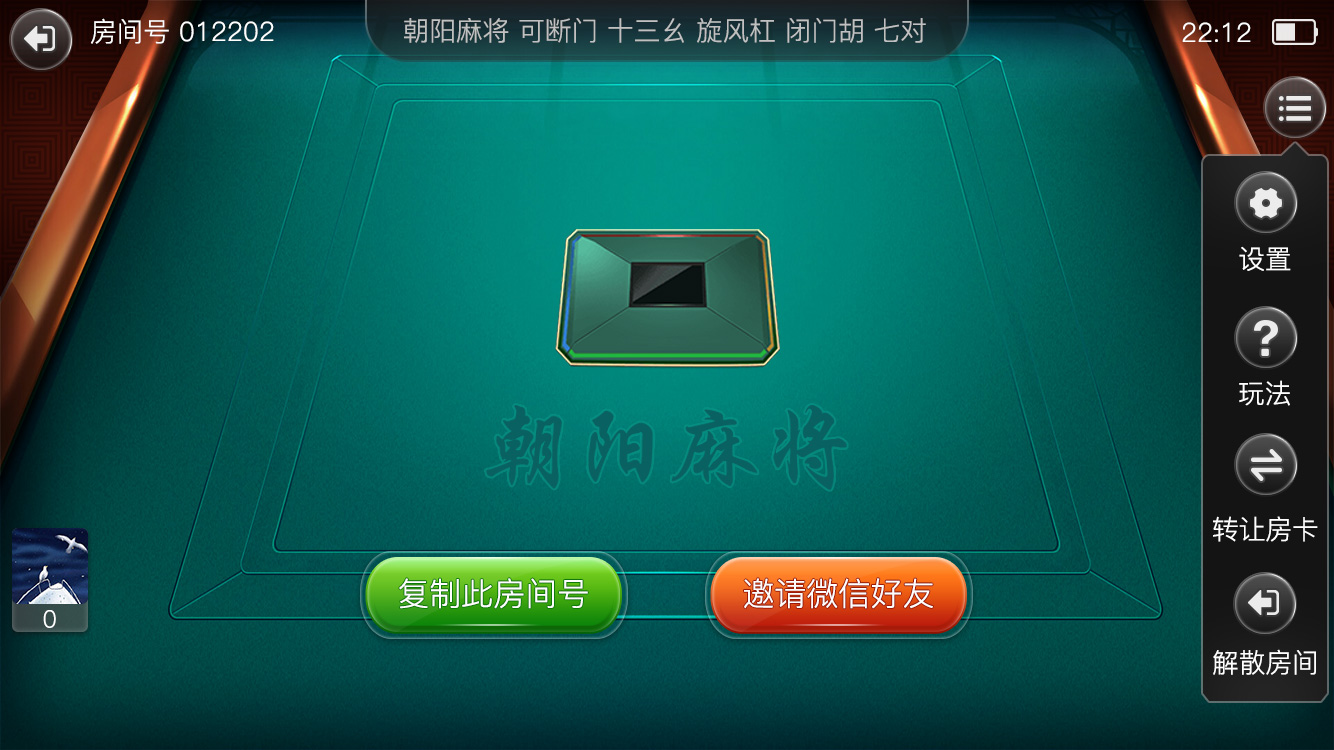 房间号 012202
朝阳麻将 可断门 十三幺 旋风杠 闭门胡 七对
22:12
设置
玩法
转让房卡
解散房间
朝阳麻将
0
复制此房间号
邀请微信好友